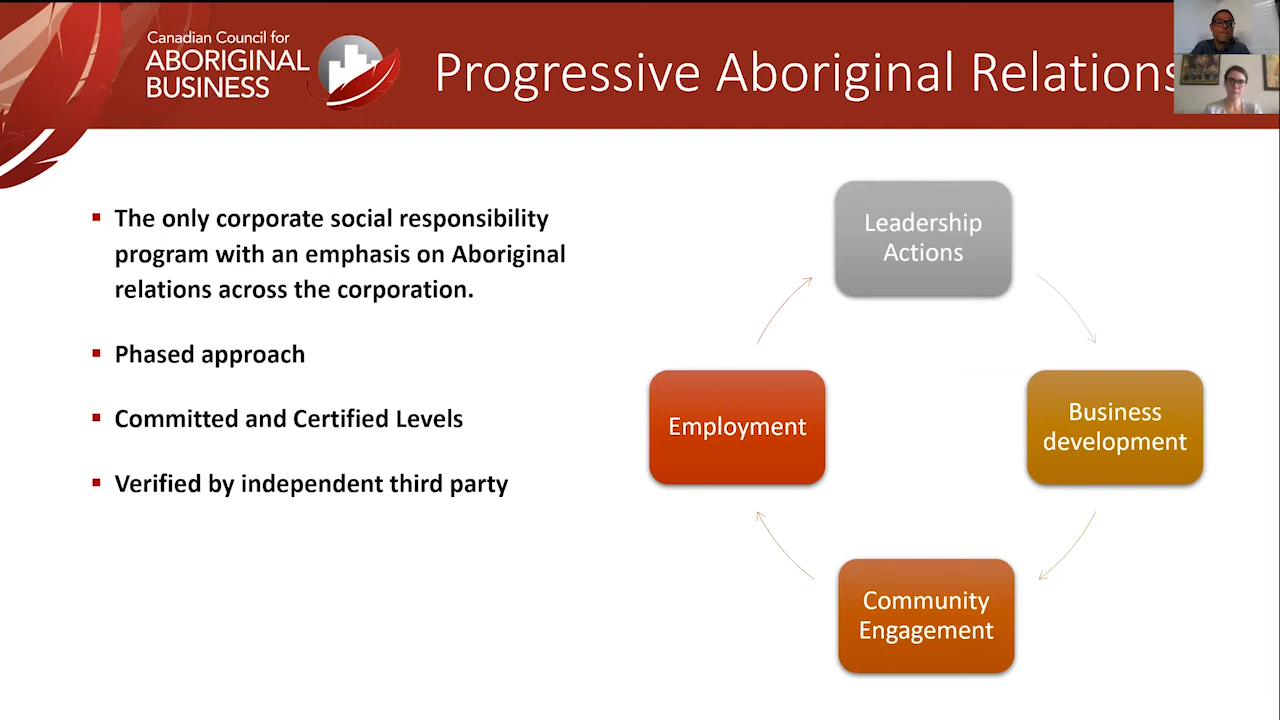 Canadian Council for
ABORIGINAL
BUSINESS
Progressive Aboriginal Relations
The only corporate social responsibility
program with an emphasis on Aboriginal
relations across the corporation.
Phased approach
Committed and Certified Levels
Verified by independent third party
Leadership
Actions
Business
development
Community
Engagement
Employment